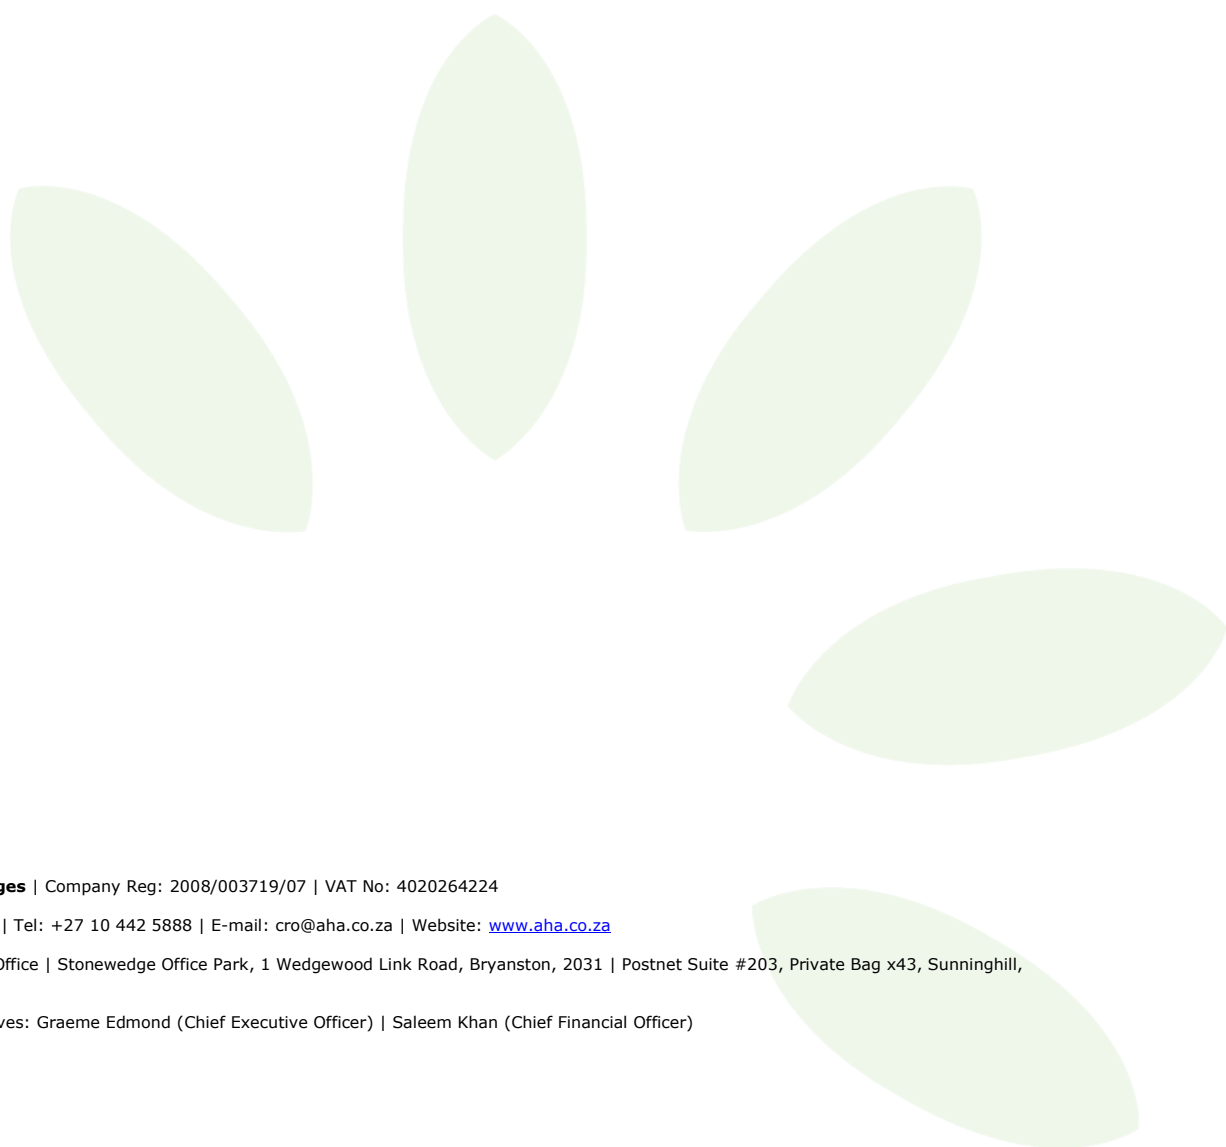 ges | Company Reg: 2008/003719/07 | VAT No: 4020264224
| Tel: +27 10 442 5888 | E-mail: cro@aha.co.za | Website: www.aha.co.za
Office | Stonewedge Office Park, 1 Wedgewood Link Road, Bryanston, 2031 | Postnet Suite #203, Private Bag x43, Sunninghill,
ves: Graeme Edmond (Chief Executive Officer) | Saleem Khan (Chief Financial Officer)